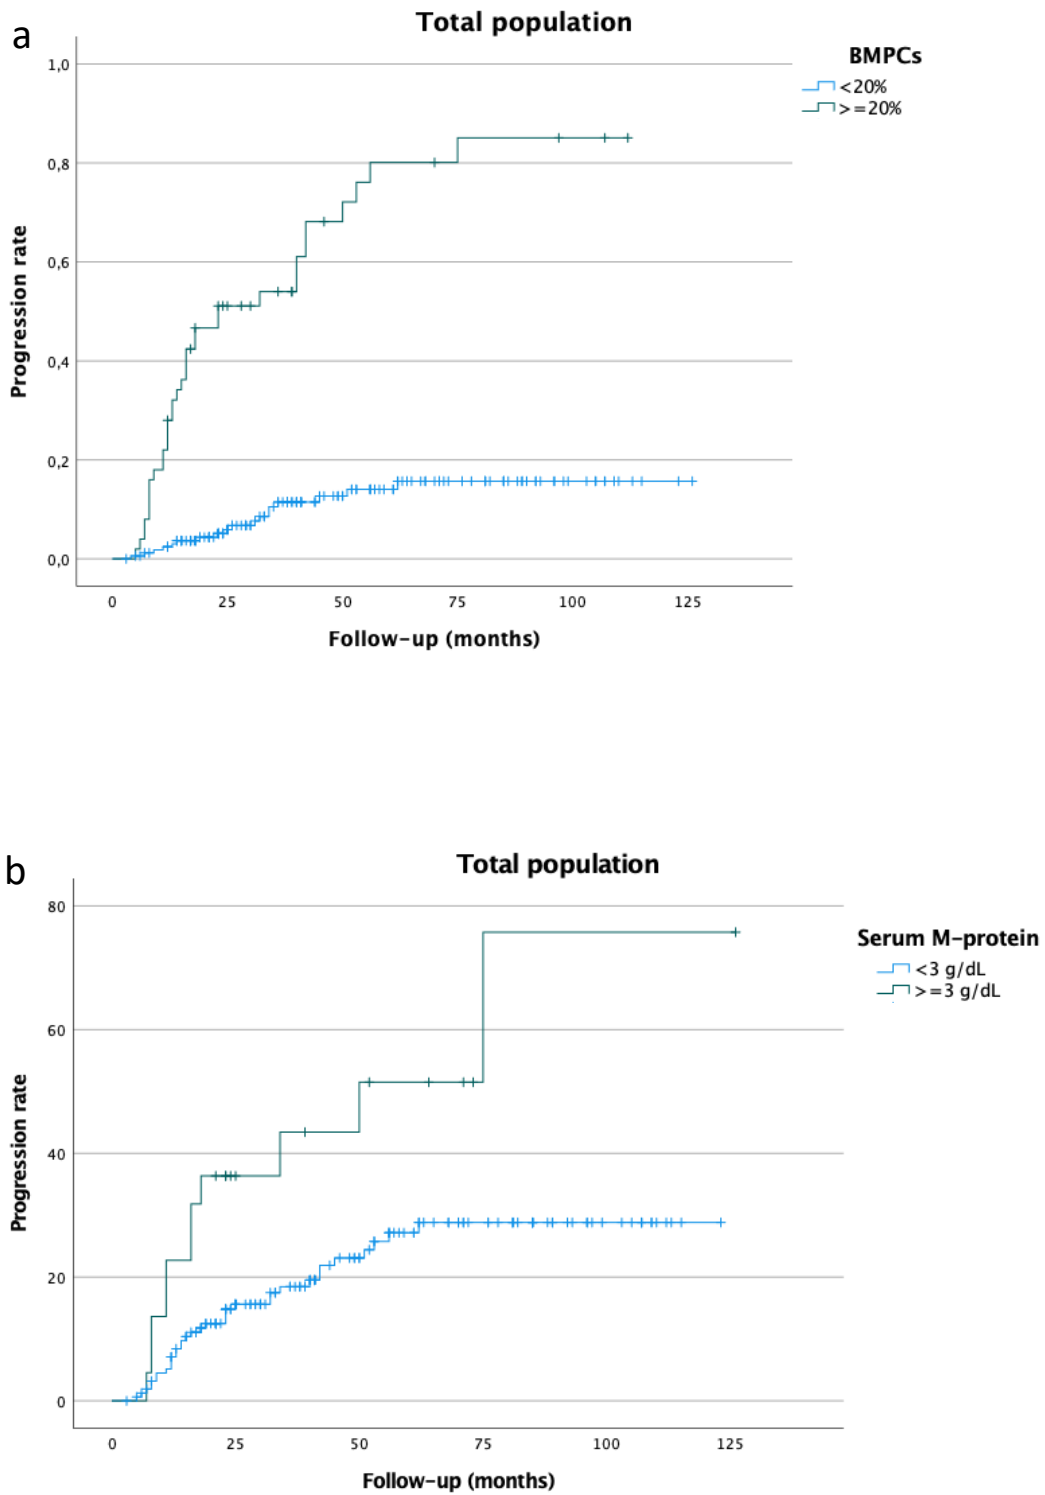 a
Total population
BMPCs
<20%
>=20%
1,0
0,8
0,6
0,4
0,2
0,0
Progression rate
0 25 50 75 100 125
Follow-up (months)
b
Total population
Serum M-protein
<3 g/dL
>=3 g/dL
80
60
40
20
0
Progression rate
0 25 50 75 100 125
Follow-up (months)